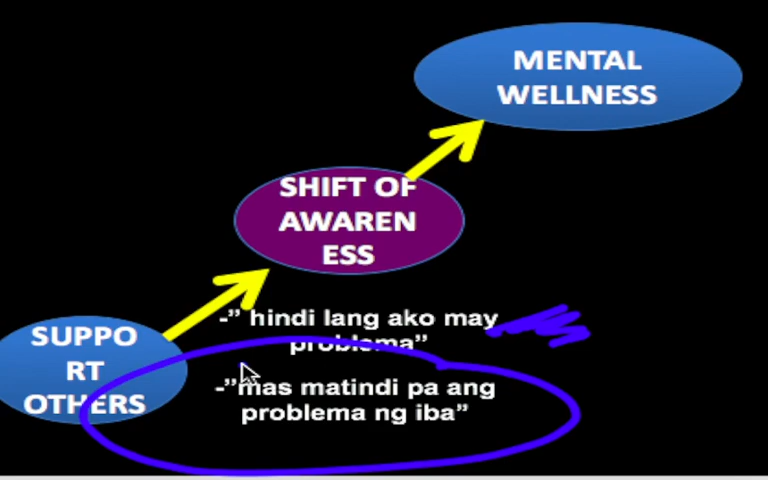 MENTAL
WELLNESS
SHIFT OF
AWAREN
ESS
-" hindi lang ako may
problema"
SUPPO
RT
OTHERS
-"mas matindi pa ang
problema ng iba"